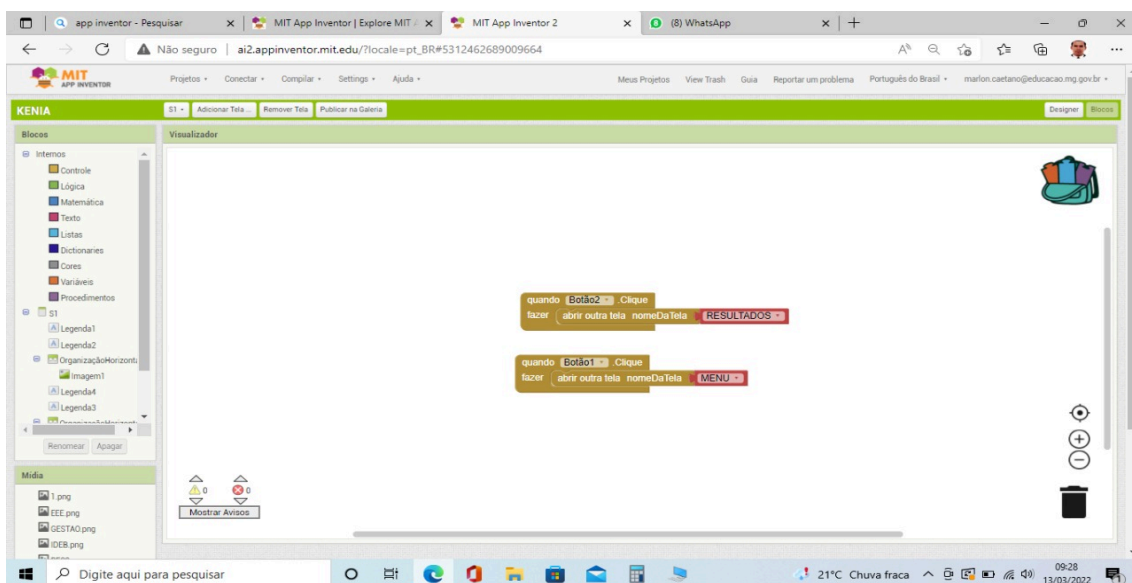 app inventor - Pesquisar
MIT App Inventor | Explore MIT
MIT App Inventor 2
(8) WhatsApp
Não seguro | ai2.appinventor.mit.edu/?locale=pt_BR#5312462689009664
MIT
APP INVENTOR
Projetos Conectar Compilar Settings Ajuda
Meus Projetos View Trash Guia Reportar um problema Português do Brasil marlon.caetano@educacao.mg.gov.br
KENIA
S1 Adicionar Tela ... Remover Tela Publicar na Galeria
Designer Blocos
Blocos
Visualizador
Internos
Controle
Lógica
Matemática
Texto
Listas
Dictionaries
Cores
Variáveis
Procedimentos
S1
Legenda1
Legenda2
OrganizaçãoHorizont
Imagem1
Legenda4
Legenda3
Renomear Apagar
Mídia
1.png
EEE.png
GESTAO.png
IDEB.png
quando Botão2 .Clique
fazer abrir outra tela nomeDaTela RESULTADOS
quando Botão1 .Clique
fazer abrir outra tela nomeDaTela MENU
0 0
Mostrar Avisos
Digite aqui para pesquisar
21°C Chuva fraca
09:28
13/03/2022